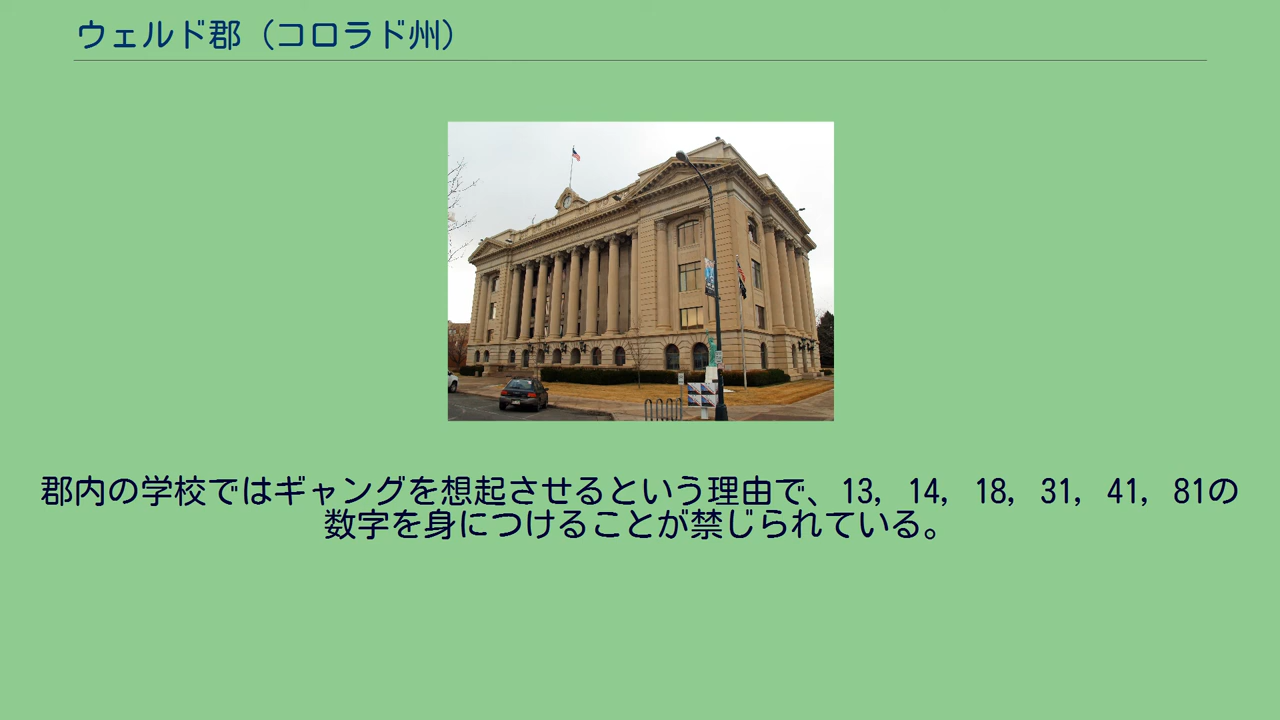 ウェルド郡（コロラド州）
郡内の学校ではギャングを想起させるという理由で、13, 14, 18, 31, 41, 81の
数字を身につけることが禁じられている。